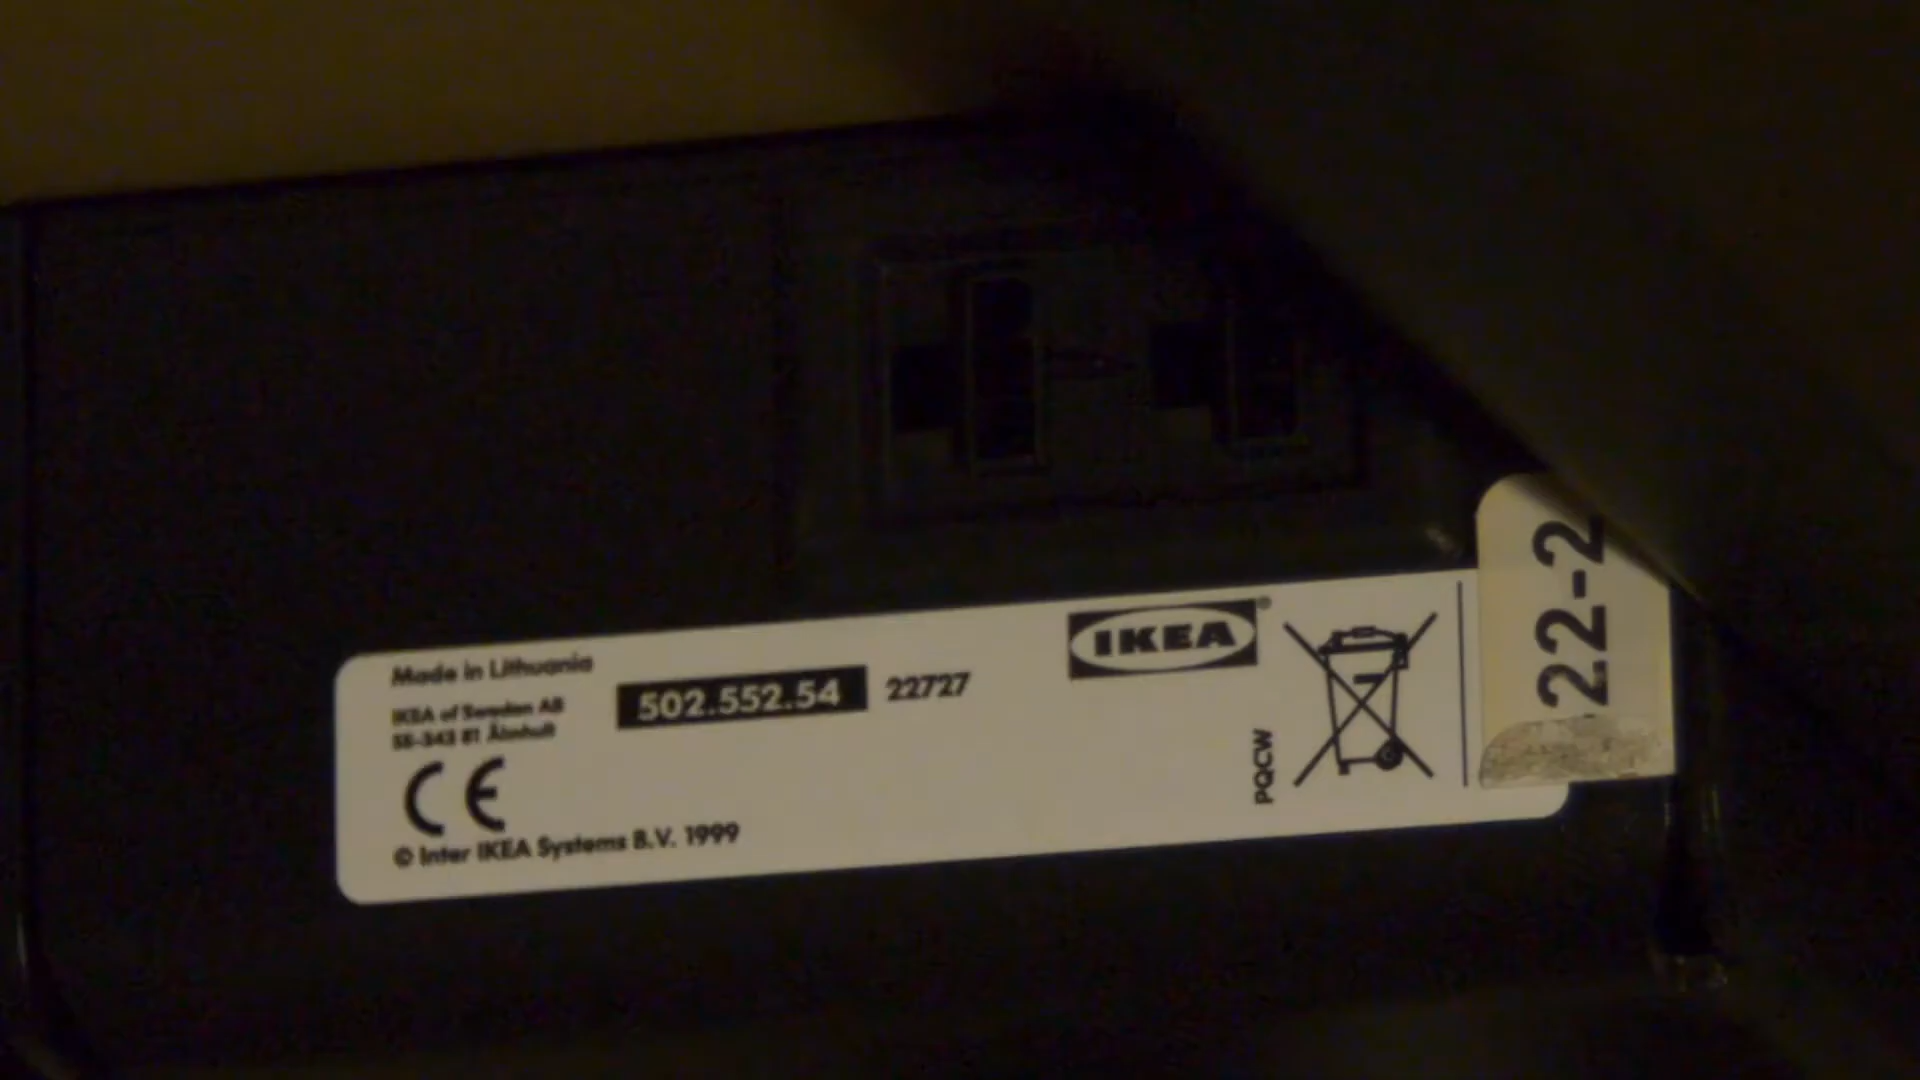 Made in Lithuania
IKEA of Sweden AB
SE-343 81 Älmhult
502.552.54 22727
IKEA®
CE
© Inter IKEA Systems B.V. 1999
PQCW
7
22-2